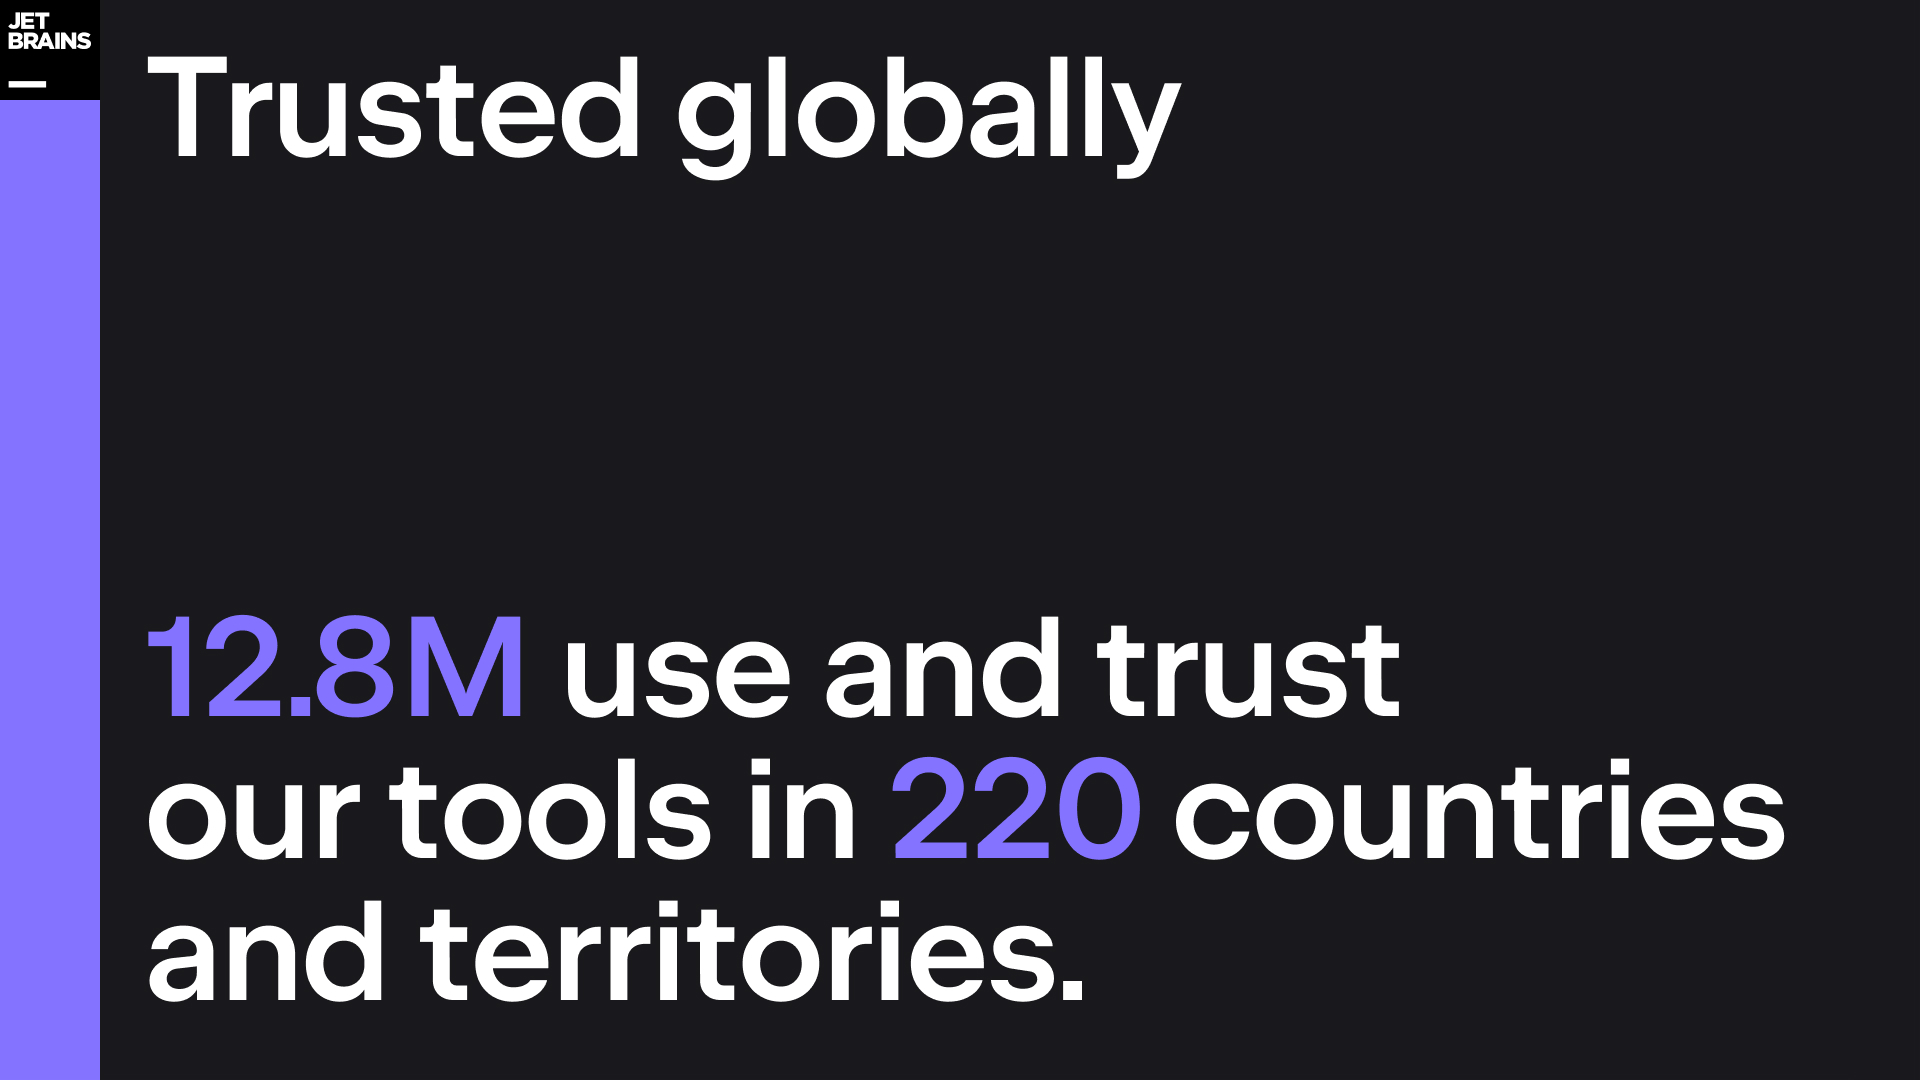 JET
BRAINS
Trusted globally
12.8M use and trust
our tools in 220 countries
and territories.